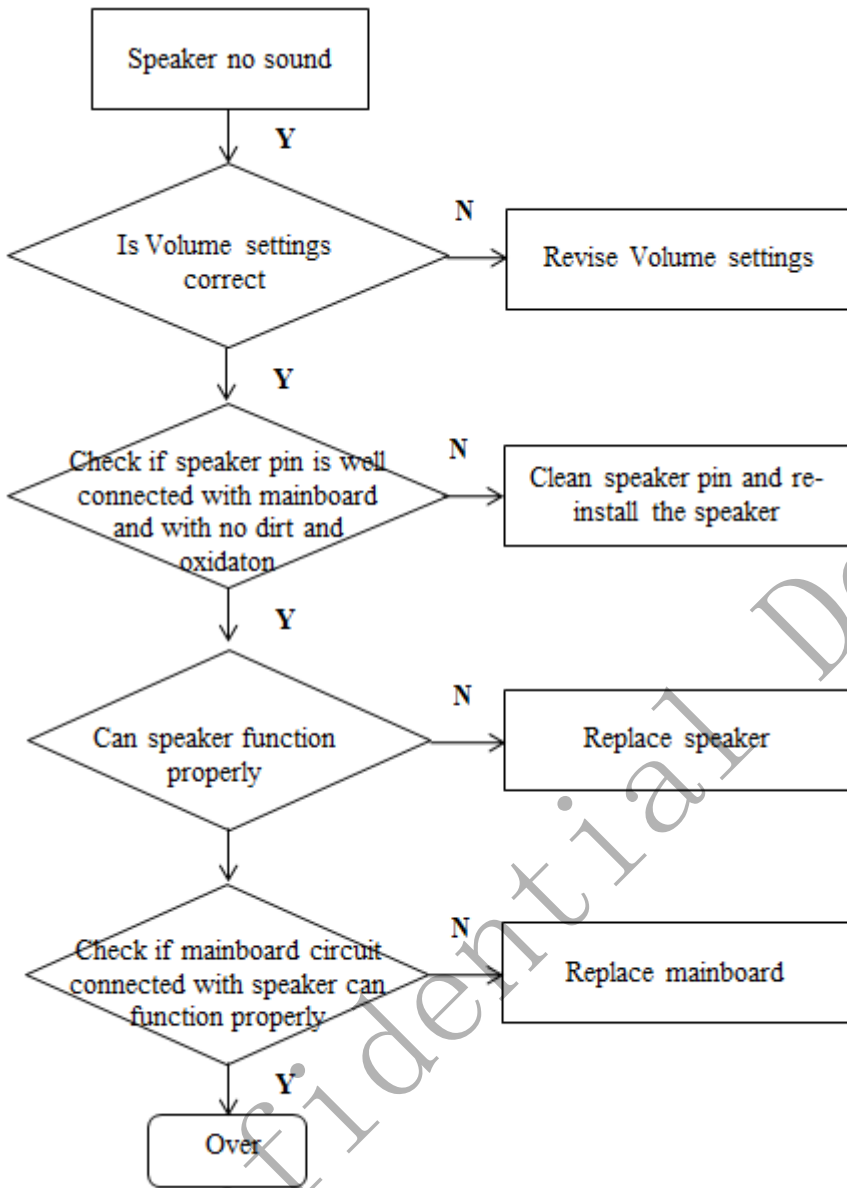 Speaker no sound
Y
Is Volume settings
correct
N
Revise Volume settings
Y
Check if speaker pin is well
connected with mainboard
and with no dirt and
oxidaton
N
Clean speaker pin and re-
install the speaker
Y
Can speaker function
properly
N
Replace speaker
Check if mainboard circuit
connected with speaker can
function properly
N
Replace mainboard
Y
Over
fidential D